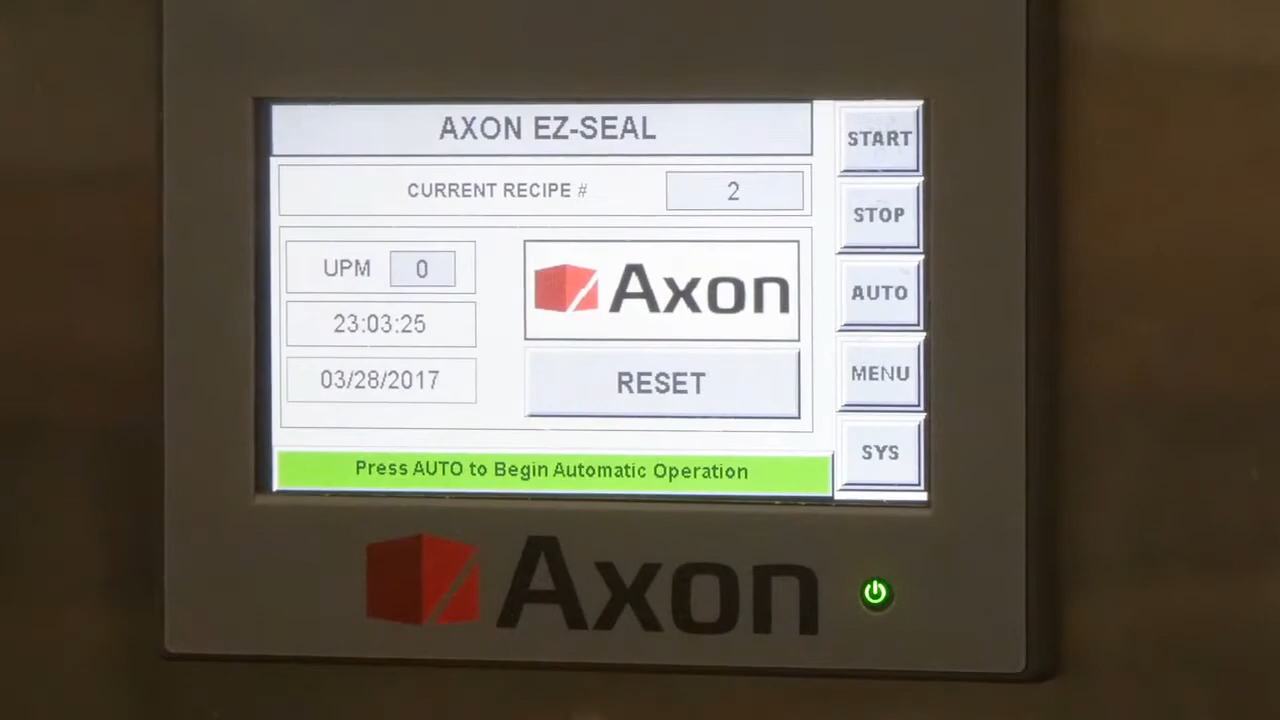 AXON EZ-SEAL
CURRENT RECIPE # 2
UPM 0
23:03:25
03/28/2017
Axon
RESET
Press AUTO to Begin Automatic Operation
START
STOP
AUTO
MENU
SYS
Axon